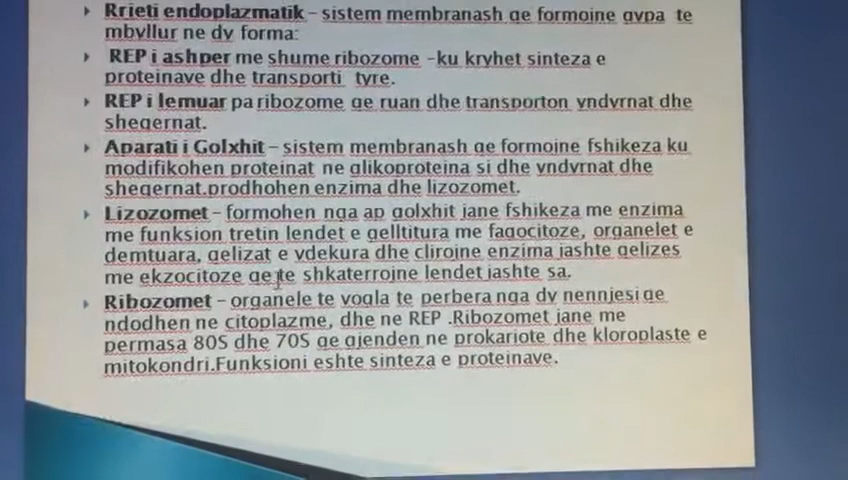 Rrjeti endoplazmatik – sistem membranash qe formojne qypa te
mbyllur ne dy forma:
REP i ashper me shume ribozome -ku kryhet sinteza e
proteinave dhe transporti tyre.
REP i lemuar pa ribozome qe ruan dhe transporton yndyrnat dhe
sheqernat.
Aparati i Golxhit – sistem membranash qe formojne fshikeza ku
modifikohen proteinat ne glikoproteina si dhe yndyrnat dhe
sheqernat.prodhohen enzima dhe lizozomet.
Lizozomet – formohen nga ap golxhit jane fshikeza me enzima
me funksion tretin lendet e gelltitura me fagocitoze, organelet e
demtuara, qelizat e vdekura dhe clirojne enzima jashte qelizes
me ekzocitoze qe te shkaterrojne lendet jashte saj.
Ribozomet – organele te vogla te perbera nga dy nennjesi qe
ndodhen ne citoplazme, dhe ne REP .Ribozomet jane me
permasa 80S dhe 70S qe gjenden ne prokariote dhe kloroplaste e
mitokondri.Funksioni eshte sinteza e proteinave.